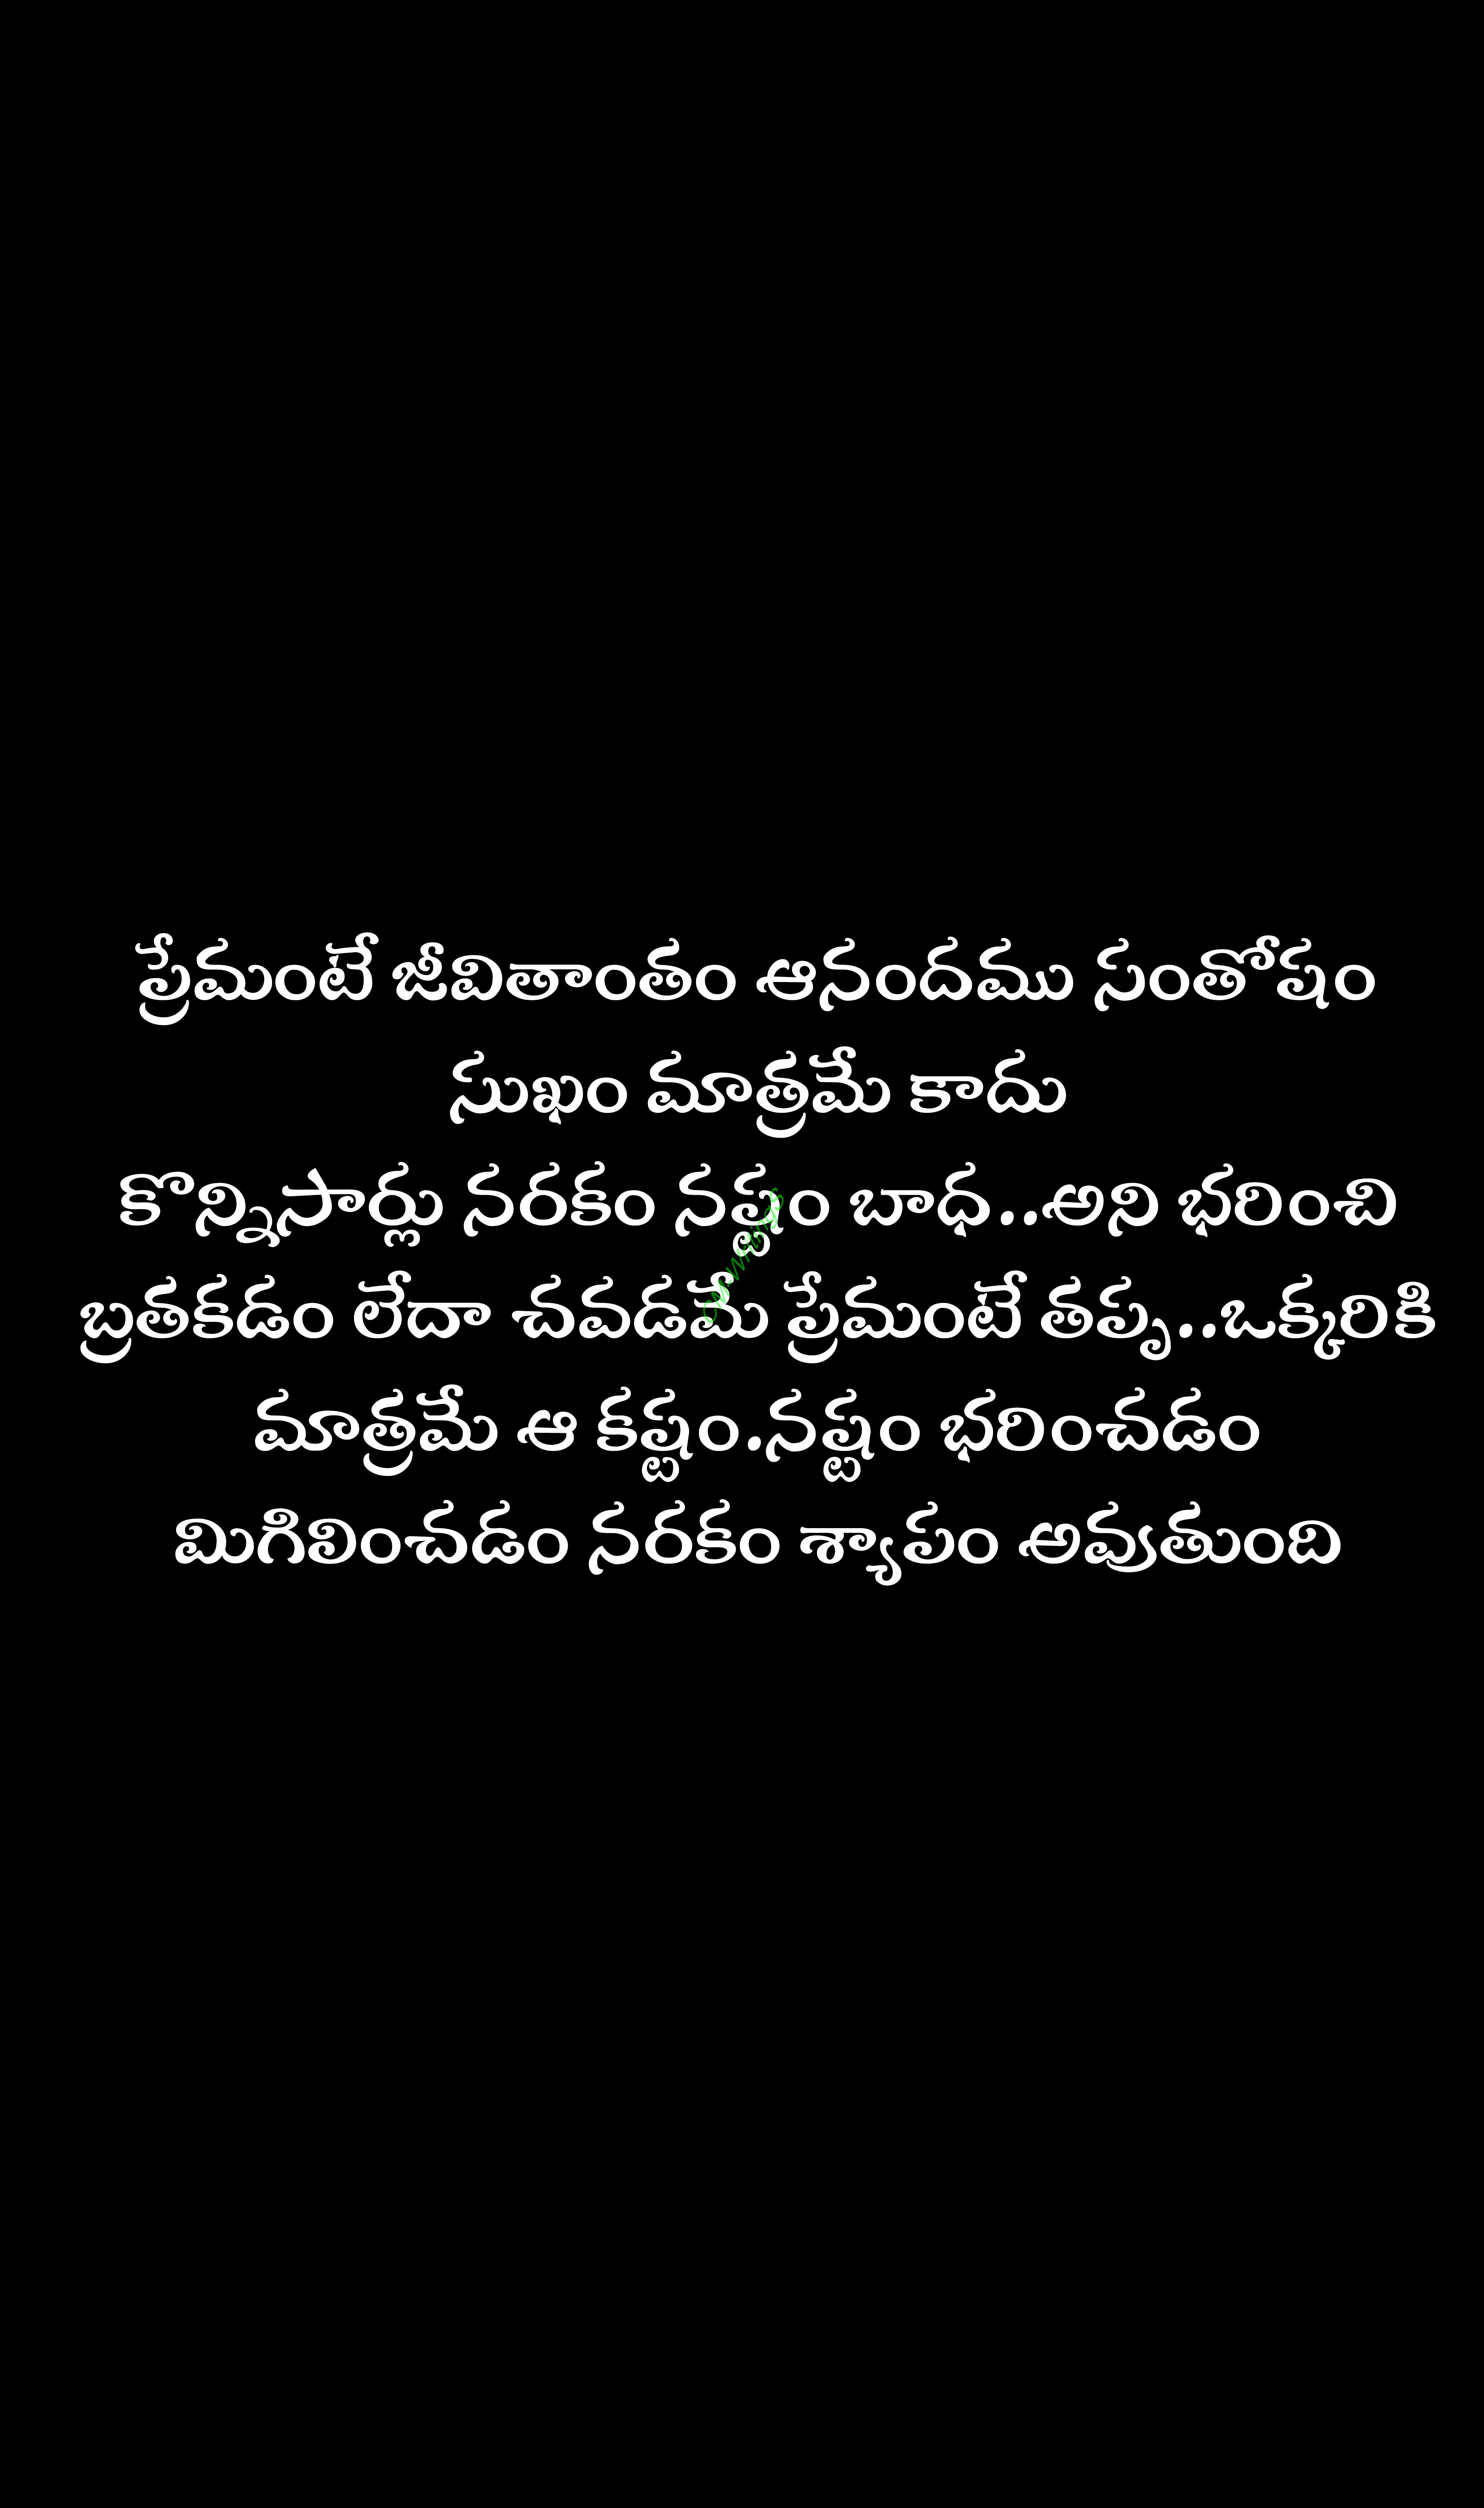 ప్రేమంటే జీవితాంతం ఆనందము సంతోషం
సుఖం మాత్రమే కాదు
కొన్నిసార్లు నరకం నష్టం బాధ..అని భరించి
బ్రతకడం లేదా చవడమే ప్రేమంటే తప్ప..ఒక్కరికి
మాత్రమే ఆ కష్టం.నష్టం భరించడం
మిగిలించడం నరకం శ్యాపం ఆవ్రుతుంది